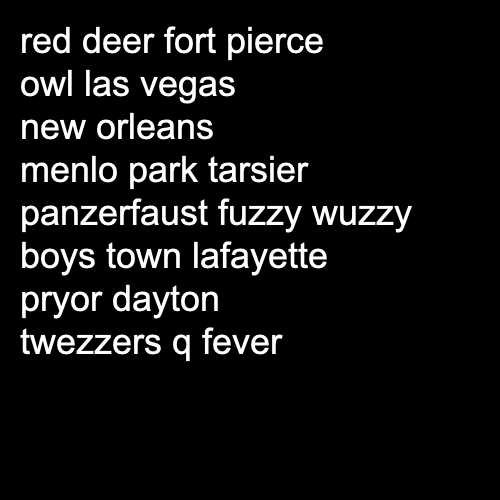 red deer fort pierce
owl las vegas
new orleans
menlo park tarsier
panzerfaust fuzzy wuzzy
boys town lafayette
pryor dayton
twezzers q fever